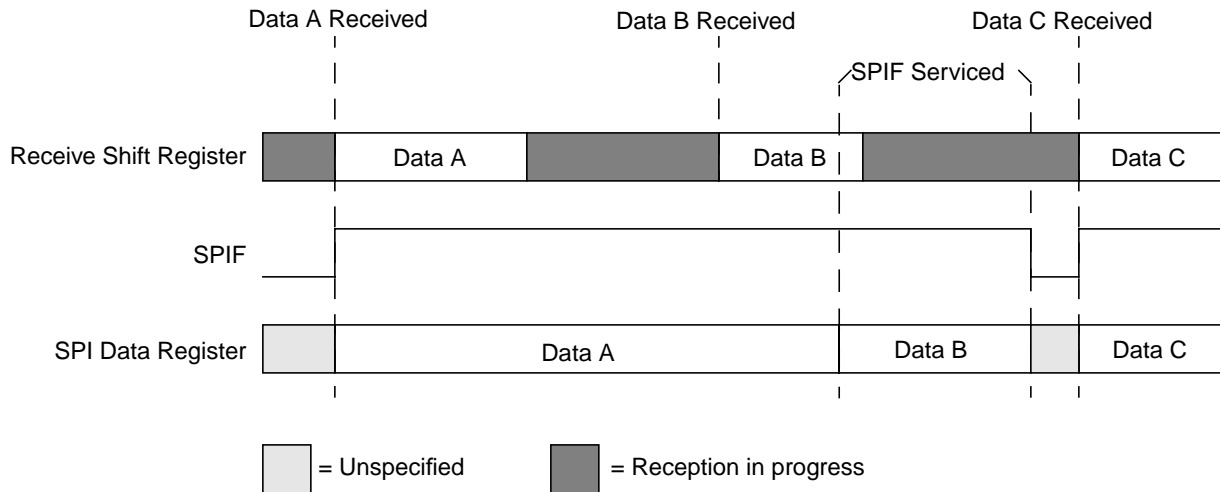 Data A Received
Data B Received
Data C Received
SPIF Serviced
Receive Shift Register
Data A
Data B
Data C
SPIF
SPI Data Register
Data A
Data B
Data C
= Unspecified
= Reception in progress